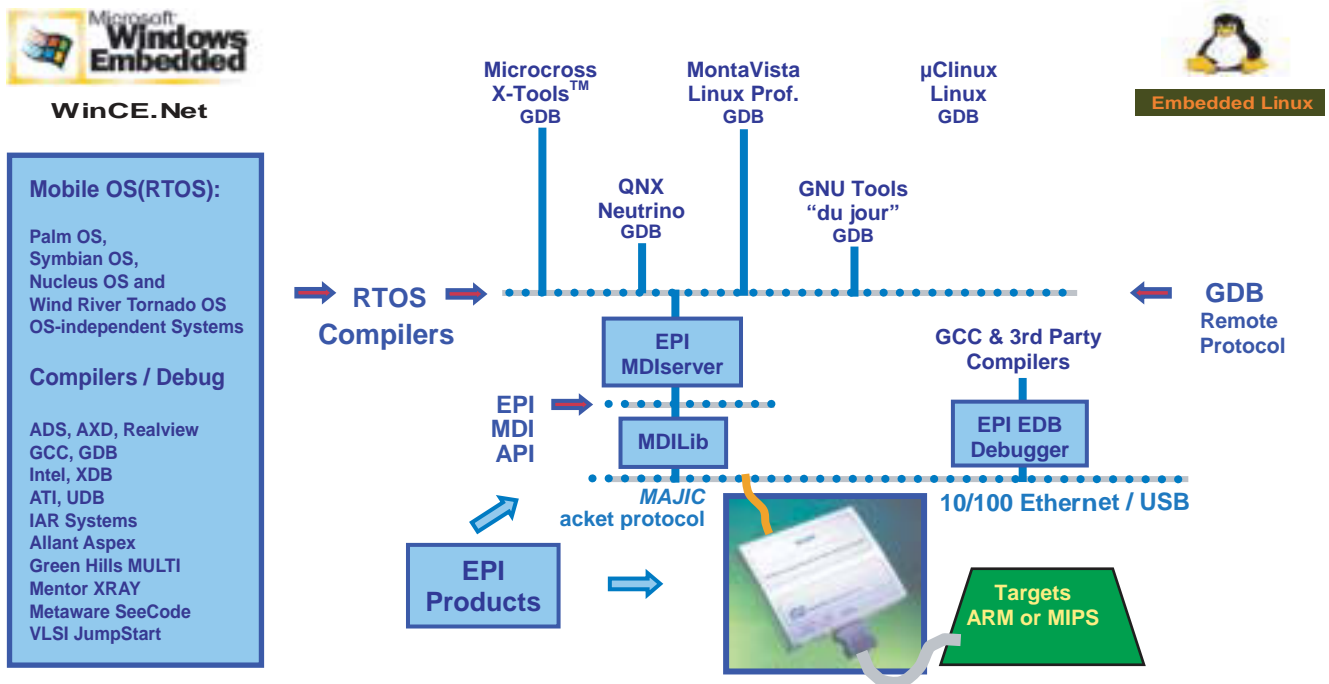 Microsoft
Windows
Embedded
WinCE.Net
Mobile OS(RTOS):
Palm OS,
Symbian OS,
Nucleus OS and
Wind River Tornado OS
OS-independent Systems
Compilers / Debug
ADS, AXD, Realview
GCC, GDB
Intel, XDB
ATI, UDB
IAR Systems
Allant Aspex
Green Hills MULTI
Mentor XRAY
Metaware SeeCode
VLSI JumpStart
Microcross
X-Tools™
GDB
MontaVista
Linux Prof.
GDB
µClinux
Linux
GDB
Embedded Linux
QNX
Neutrino
GDB
GNU Tools
“du jour”
GDB
RTOS
Compilers
GDB
Remote
Protocol
EPI
MDIserver
GCC & 3rd Party
Compilers
EPI
MDI
API
MDILib
EPI EDB
Debugger
MAJIC
acket protocol
10/100 Ethernet / USB
EPI
Products
Targets
ARM or MIPS